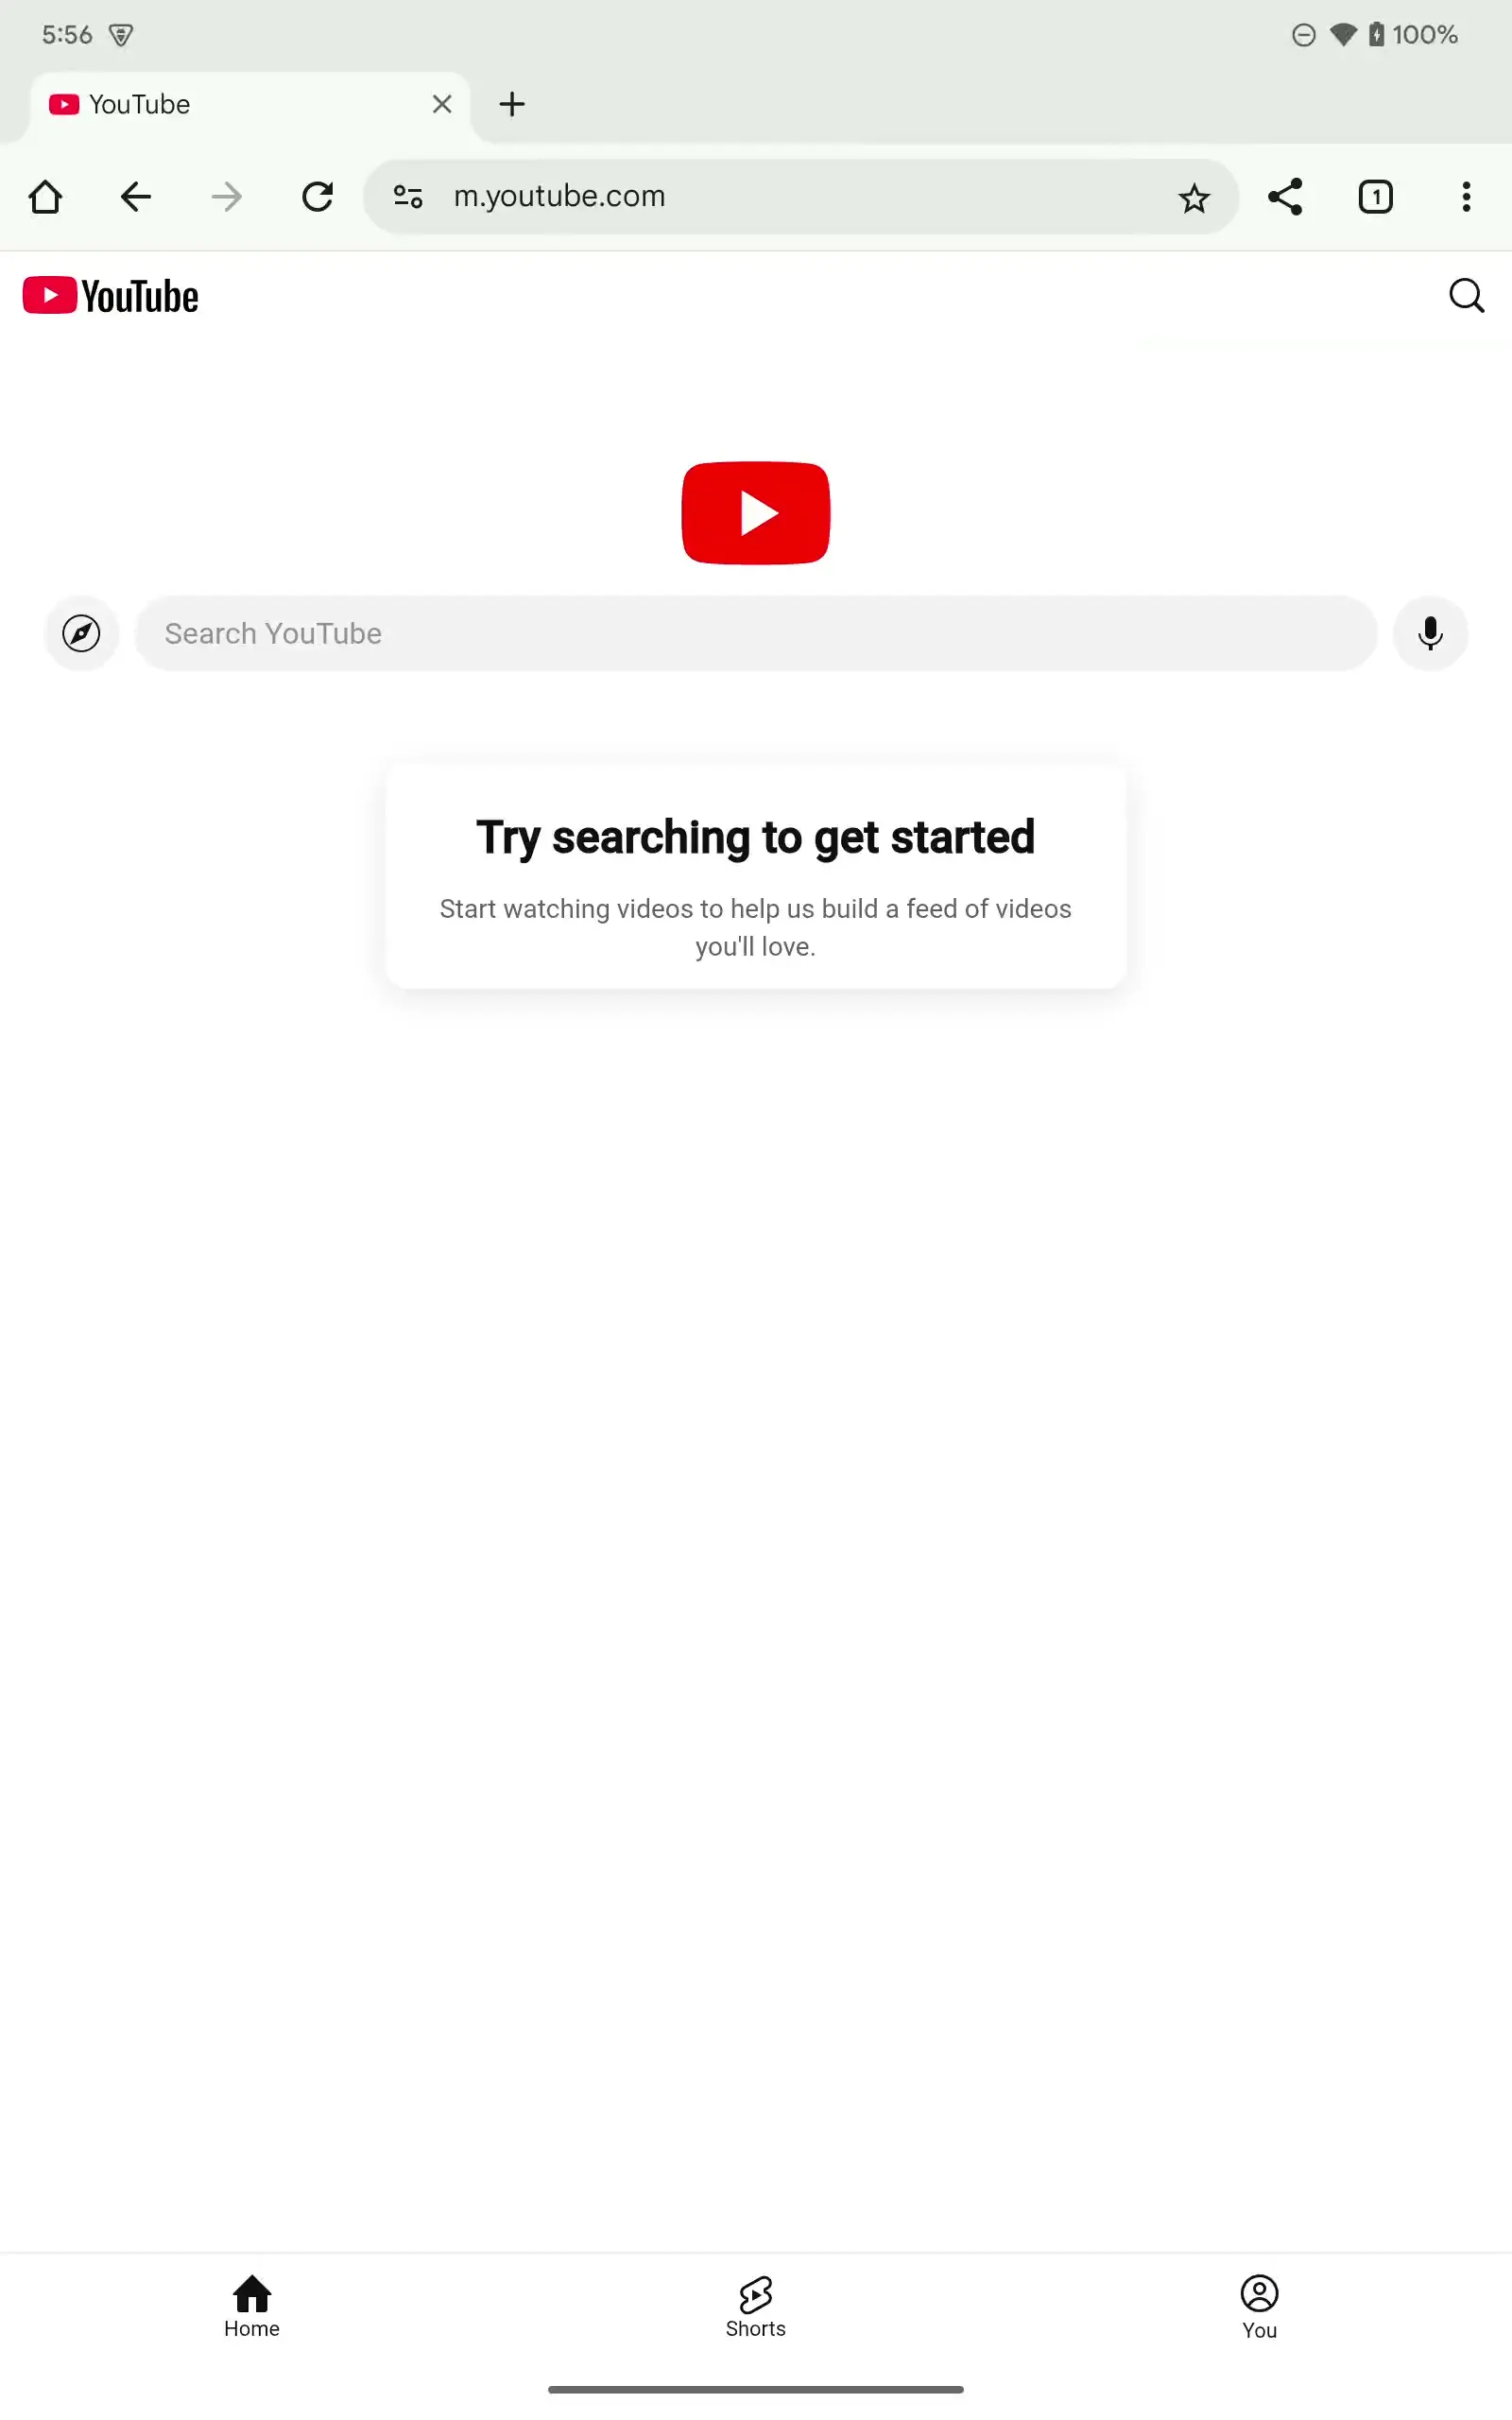 5:56
100%
YouTube
m.youtube.com
1
YouTube
Search YouTube
Try searching to get started
Start watching videos to help us build a feed of videos
you'll love.
Home
Shorts
You